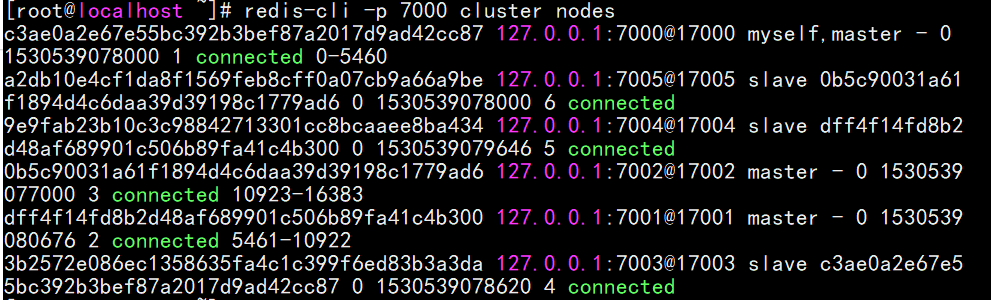 [root@localhost ~]# redis-cli -p 7000 cluster nodes
c3ae0a2e67e55bc392b3bef87a2017d9ad42cc87 127.0.0.1:7000@17000 myself,master - 0
1530539078000 1 connected 0-5460
a2db10e4cf1da8f1569feb8cff0a07cb9a66a9be 127.0.0.1:7005@17005 slave 0b5c90031a61
f1894d4c6daa39d39198c1779ad6 0 1530539078000 6 connected
9e9fab23b10c3c98842713301cc8bcaaee8ba434 127.0.0.1:7004@17004 slave dff4f14fd8b2
d48af689901c506b89fa41c4b300 0 1530539079646 5 connected
0b5c90031a61f1894d4c6daa39d39198c1779ad6 127.0.0.1:7002@17002 master - 0 1530539
077000 3 connected 10923-16383
dff4f14fd8b2d48af689901c506b89fa41c4b300 127.0.0.1:7001@17001 master - 0 1530539
080676 2 connected 5461-10922
3b2572e086ec1358635fa4c1c399f6ed83b3a3da 127.0.0.1:7003@17003 slave c3ae0a2e67e5
5bc392b3bef87a2017d9ad42cc87 0 1530539078620 4 connected